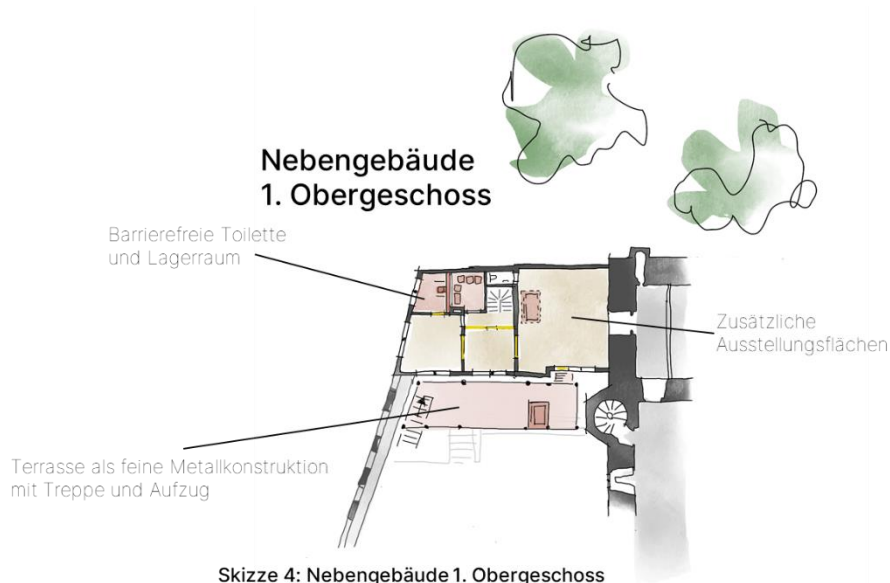 Nebengebäude
1. Obergeschoss
Barrierefreie Toilette
und Lagerraum
Zusätzliche
Ausstellungsflächen
Terrasse als feine Metallkonstruktion
mit Treppe und Aufzug
Skizze 4: Nebengebäude 1. Obergeschoss